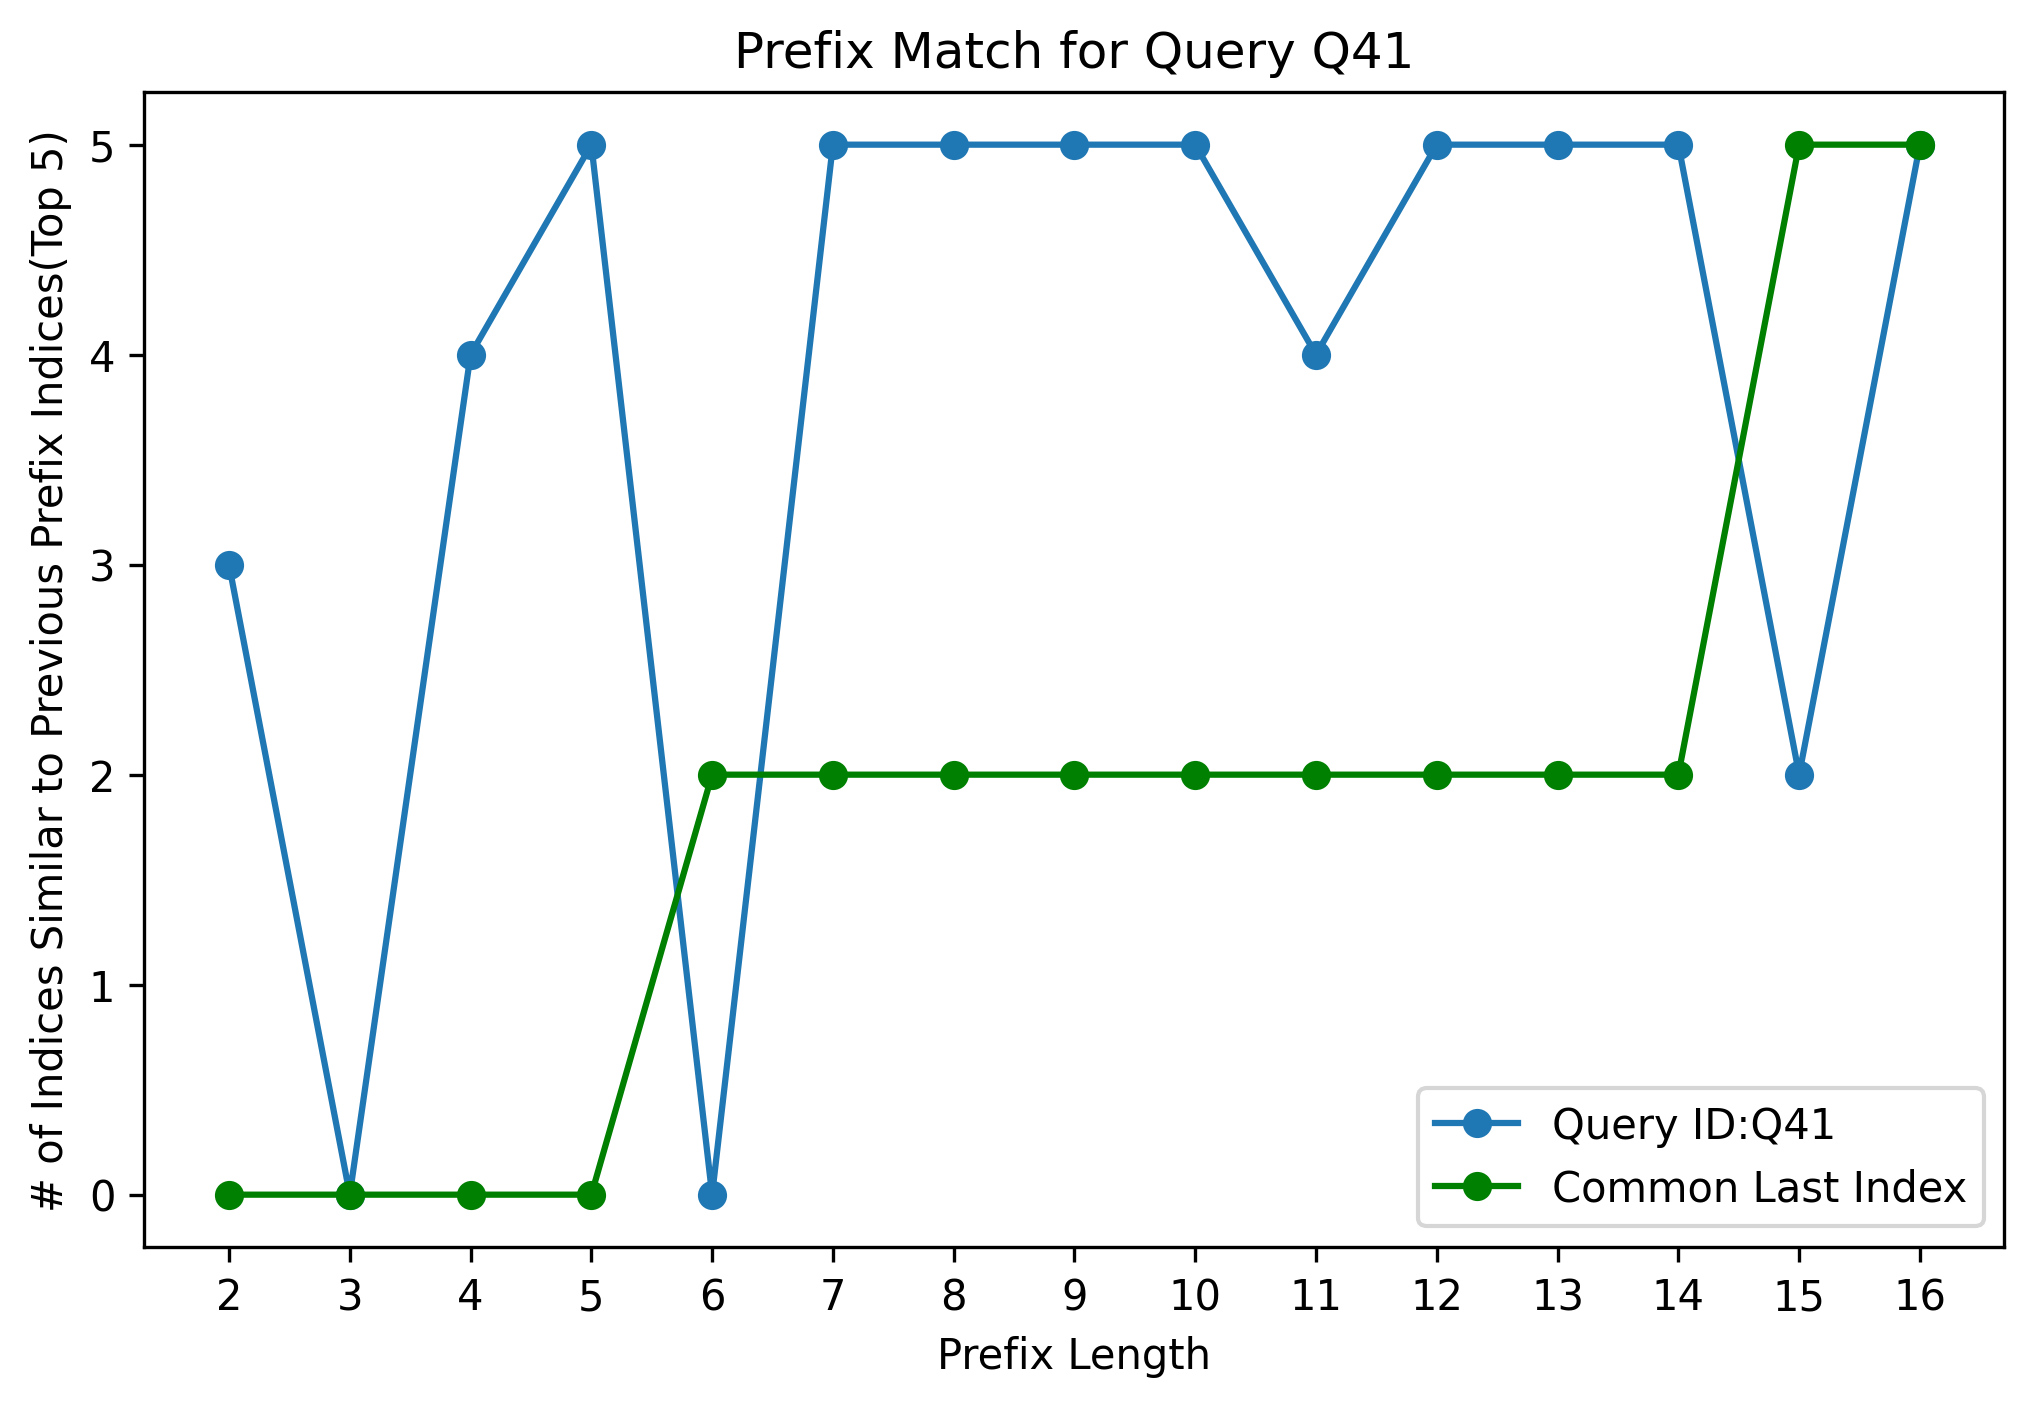 Prefix Match for Query Q41
# of Indices Similar to Previous Prefix Indices(Top 5)
5
4
3
2
1
0
Query ID:Q41
Common Last Index
2 3 4 5 6 7 8 9 10 11 12 13 14 15 16
Prefix Length